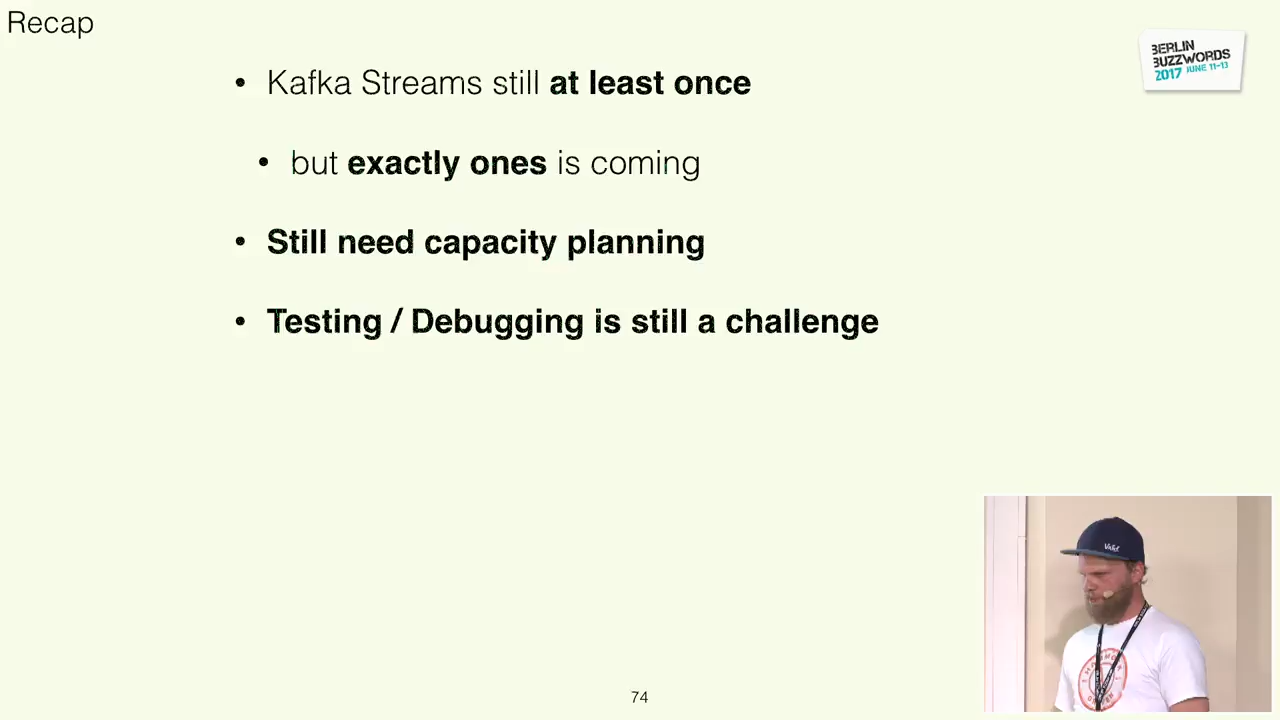 Recap
BERLIN
BUZZWORDS
2017 JUNE 11-13
• Kafka Streams still at least once
• but exactly ones is coming
• Still need capacity planning
• Testing / Debugging is still a challenge
74